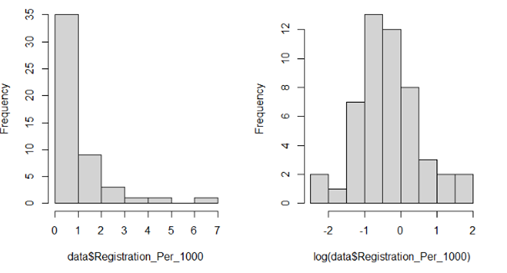 Frequency
0 5 10 15 20 25 30 35
0 1 2 3 4 5 6 7
data$Registration_Per_1000
Frequency
0 2 4 6 8 10 12
-2 -1 0 1 2
log(data$Registration_Per_1000)